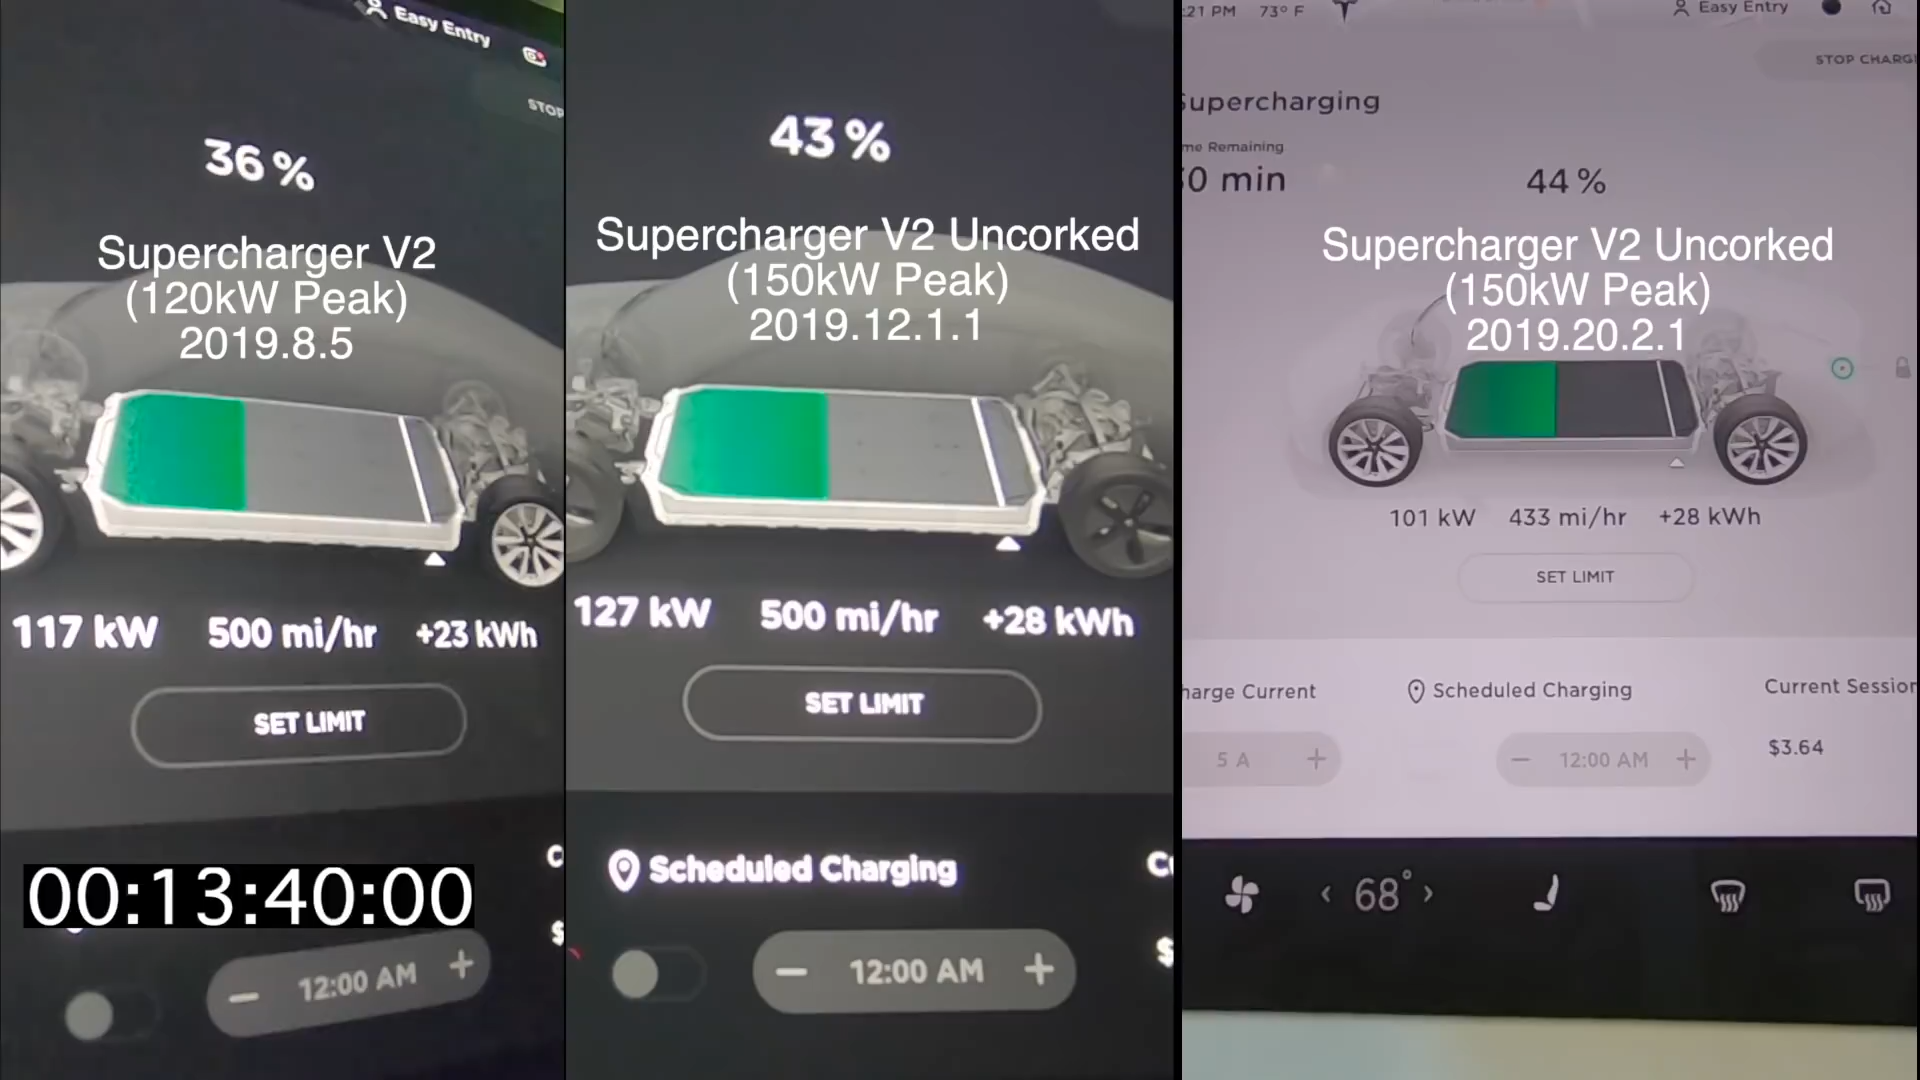 Easy Entry
STOP
36 %
Supercharger V2
(120kW Peak)
2019.8.5
117 kW 500 mi/hr +23 kWh
SET LIMIT
00:13:40:00
12:00 AM
43 %
Supercharger V2 Uncorked
(150kW Peak)
2019.12.1.1
127 kW 500 mi/hr +28 kWh
SET LIMIT
Scheduled Charging
12:00 AM
:21 PM 73° F Easy Entry
STOP CHARGI
Supercharging
me Remaining
0 min
44 %
Supercharger V2 Uncorked
(150kW Peak)
2019.20.2.1
101 kW 433 mi/hr +28 kWh
SET LIMIT
harge Current Scheduled Charging Current Session
5 A + − 12:00 AM + $3.64
‹ 68° ›